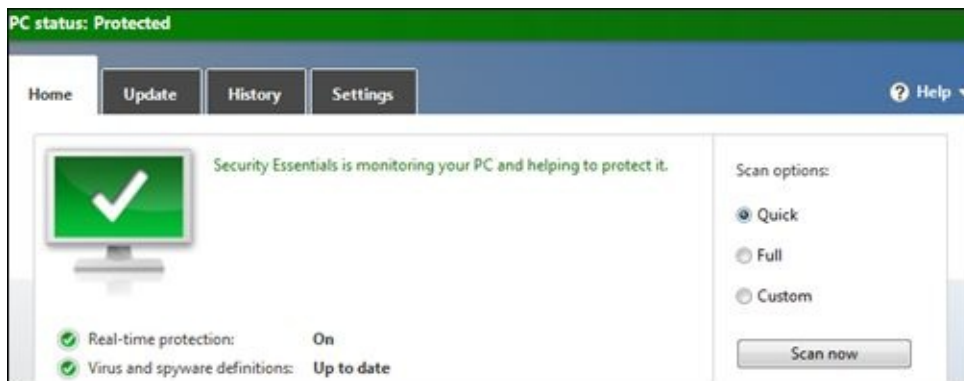 PC status: Protected
Home Update History Settings Help
Security Essentials is monitoring your PC and helping to protect it.
Scan options:
Quick
Full
Custom
Real-time protection: On
Scan now
Virus and spyware definitions: Up to date